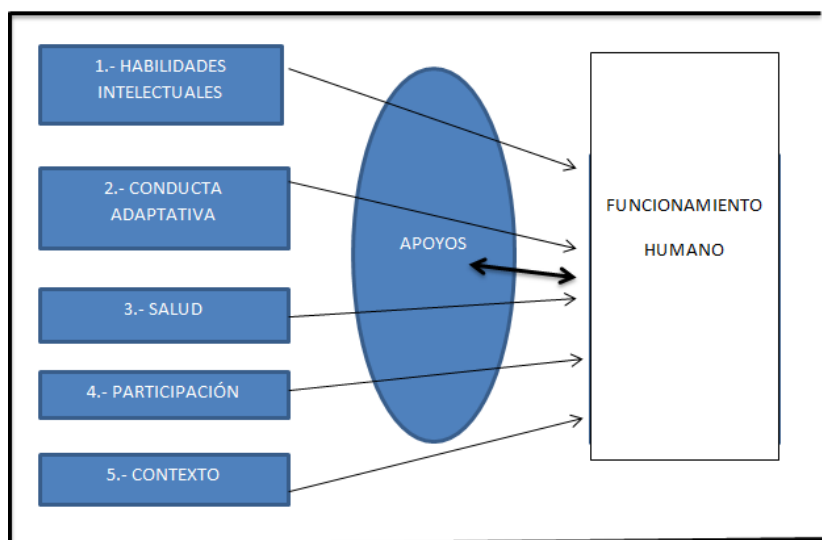 1.- HABILIDADES
INTELECTUALES
2.- CONDUCTA
ADAPTATIVA
3.- SALUD
4.- PARTICIPACIÓN
5.- CONTEXTO
APOYOS
FUNCIONAMIENTO
HUMANO